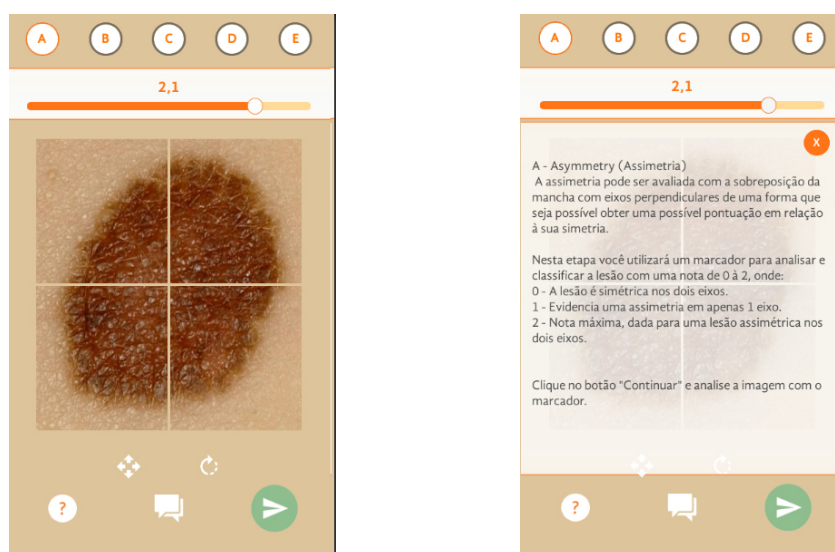 A B C D E
2,1
?
A B C D E
2,1
X
A - Asymmetry (Assimetria)
A assimetria pode ser avaliada com a sobreposição da
mancha com eixos perpendiculares de uma forma que
seja possível obter uma possível pontuação em relação
à sua simetria.
Nesta etapa você utilizará um marcador para analisar e
classificar a lesão com uma nota de 0 à 2, onde:
0 - A lesão é simétrica nos dois eixos.
1 - Evidencia uma assimetria em apenas 1 eixo.
2 - Nota máxima, dada para uma lesão assimétrica nos
dois eixos.
Clique no botão "Continuar" e analise a imagem com o
marcador.
?